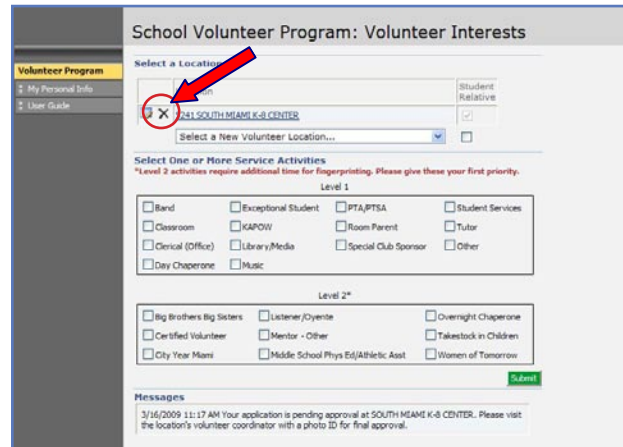 School Volunteer Program: Volunteer Interests
Volunteer Program
My Personal Info
User Guide
Select a Location
Student
Relative
5241 SOUTH MIAMI K-8 CENTER
Select a New Volunteer Location...
Select One or More Service Activities
*Level 2 activities require additional time for fingerprinting. Please give these your first priority.
Level 1
Band Exceptional Student PTA/PTSA Student Services
Classroom KAPOW Room Parent Tutor
Clerical (Office) Library/Media Special Club Sponsor Other
Day Chaperone Music
Level 2*
Big Brothers Big Sisters Listener/Oyente Overnight Chaperone
Certified Volunteer Mentor - Other Takestock in Children
City Year Miami Middle School Phys Ed/Athletic Asst Women of Tomorrow
Submit
Messages
3/16/2009 11:17 AM Your application is pending approval at SOUTH MIAMI K-8 CENTER. Please visit
the location's volunteer coordinator with a photo ID for final approval.